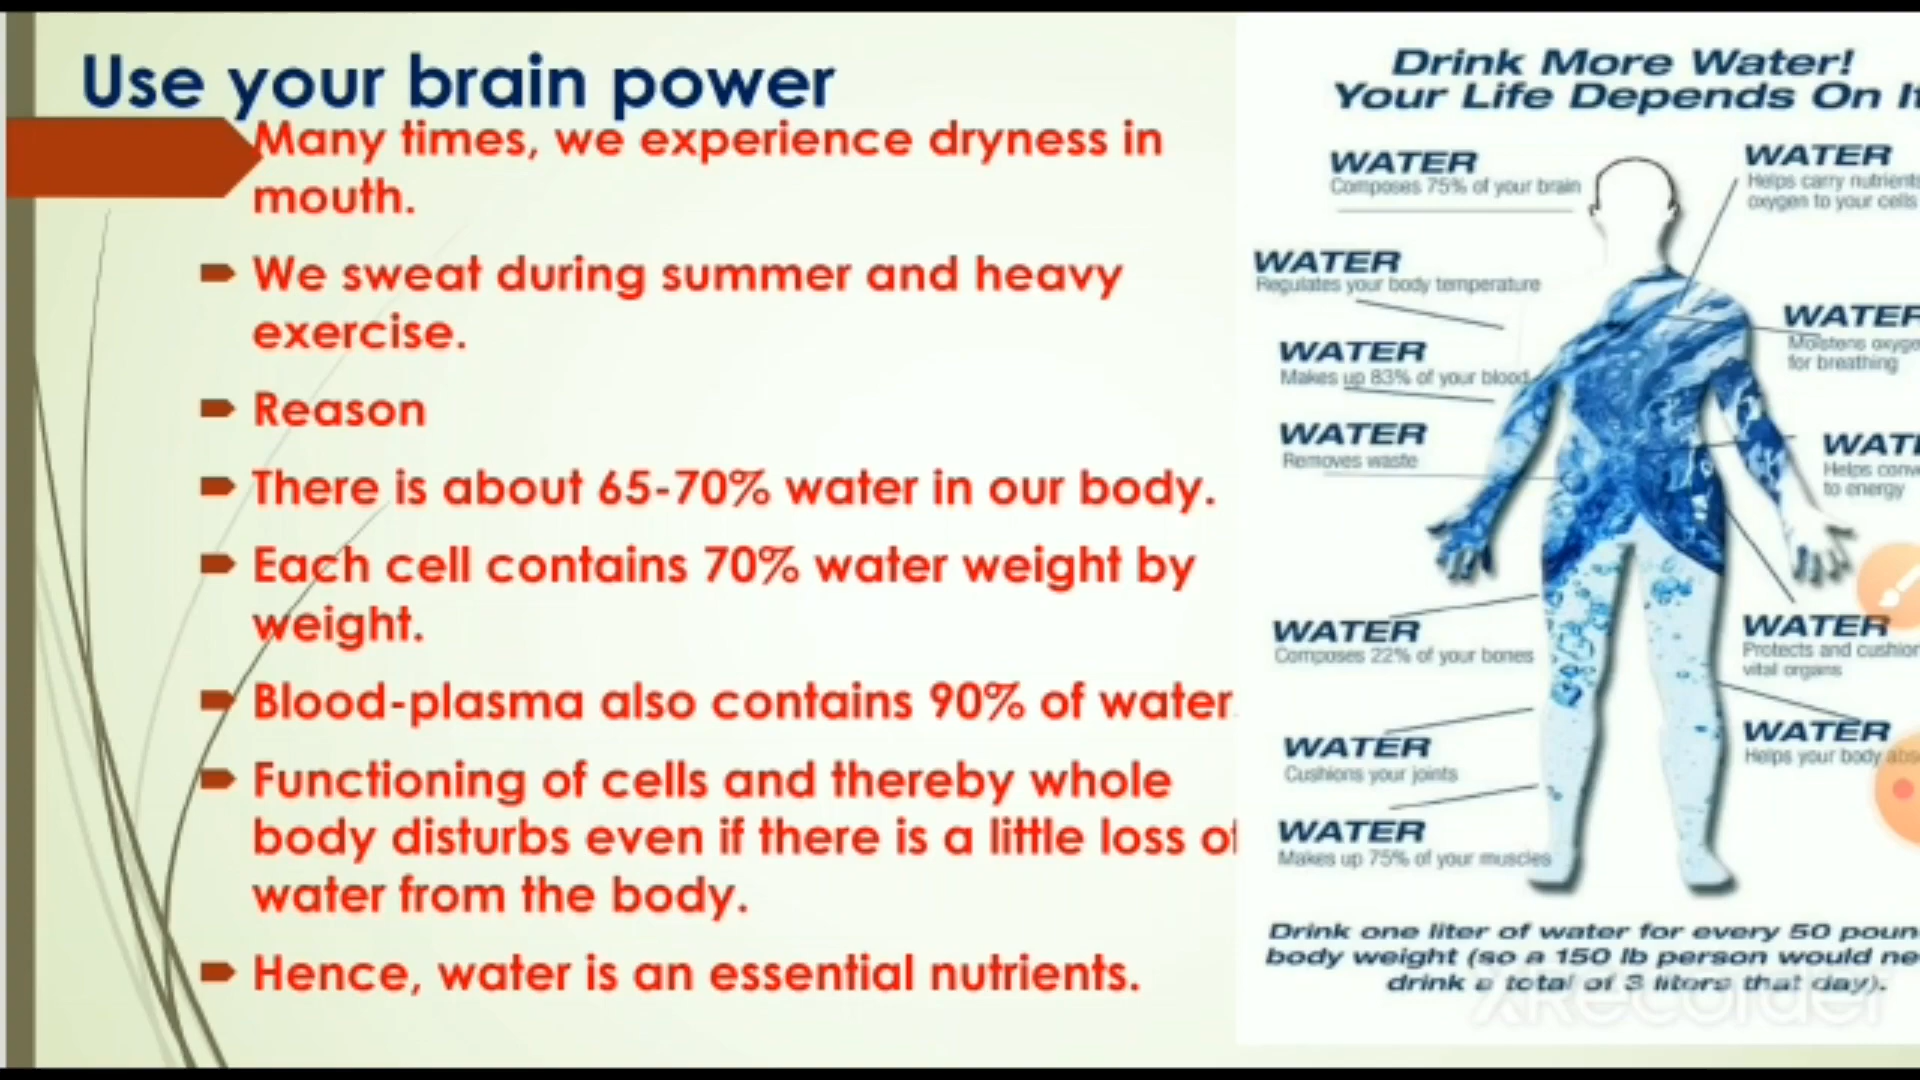 Use your brain power
Many times, we experience dryness in
mouth.
We sweat during summer and heavy
exercise.
Reason
There is about 65-70% water in our body.
Each cell contains 70% water weight by
weight.
Blood-plasma also contains 90% of water
Functioning of cells and thereby whole
body disturbs even if there is a little loss of
water from the body.
Hence, water is an essential nutrients.
Drink More Water!
Your Life Depends On
WATER
Composes 75% of your brain
WATER
Regulates your body temperature
WATER
Makes up 83% of your blood
WATER
Removes waste
WATER
Composes 22% of your bones
WATER
Cushions your joints
WATER
Makes up 75% of your muscles
WATER
Helps carry nutrients
oxygen to your cells
WATER
Moistens
for breathing
Helps
to energy
WATER
Protects and
vital organs
WATER
Helps your body
Drink one liter of water for every 50
body weight (so a 150 lb person would
drink a total of 3 liters that day).
XRecorder